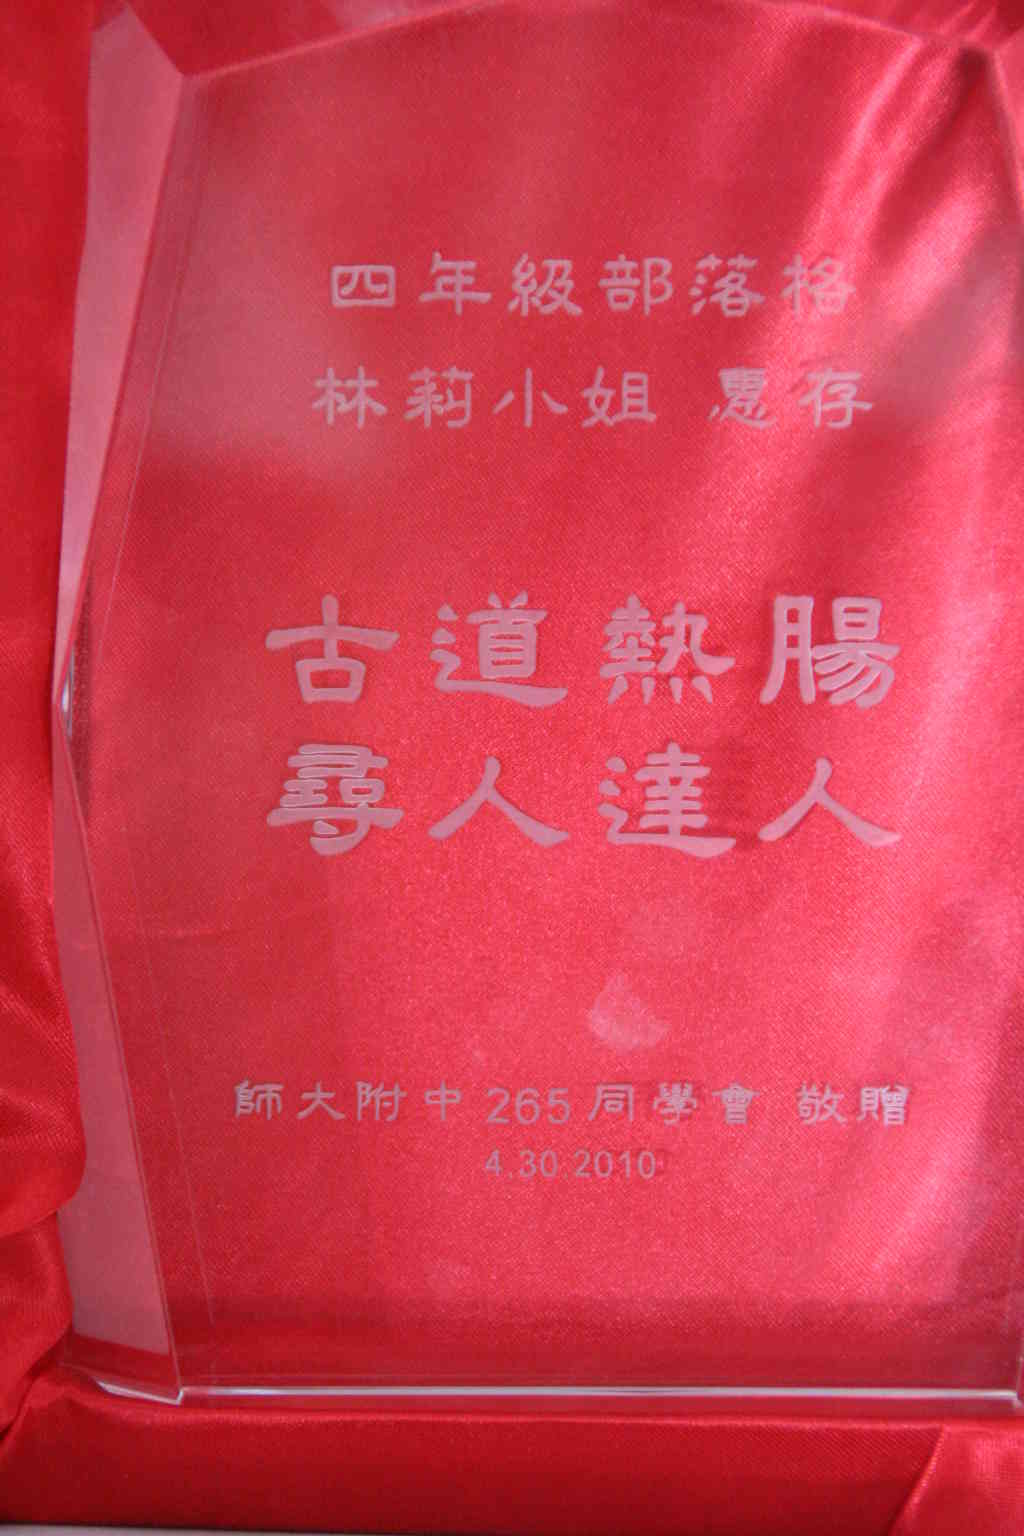 四年級部落格
林莉小姐 惠存
古道熱腸
尋人達人
師大附中 265 同學會 敬贈
4.30.2010